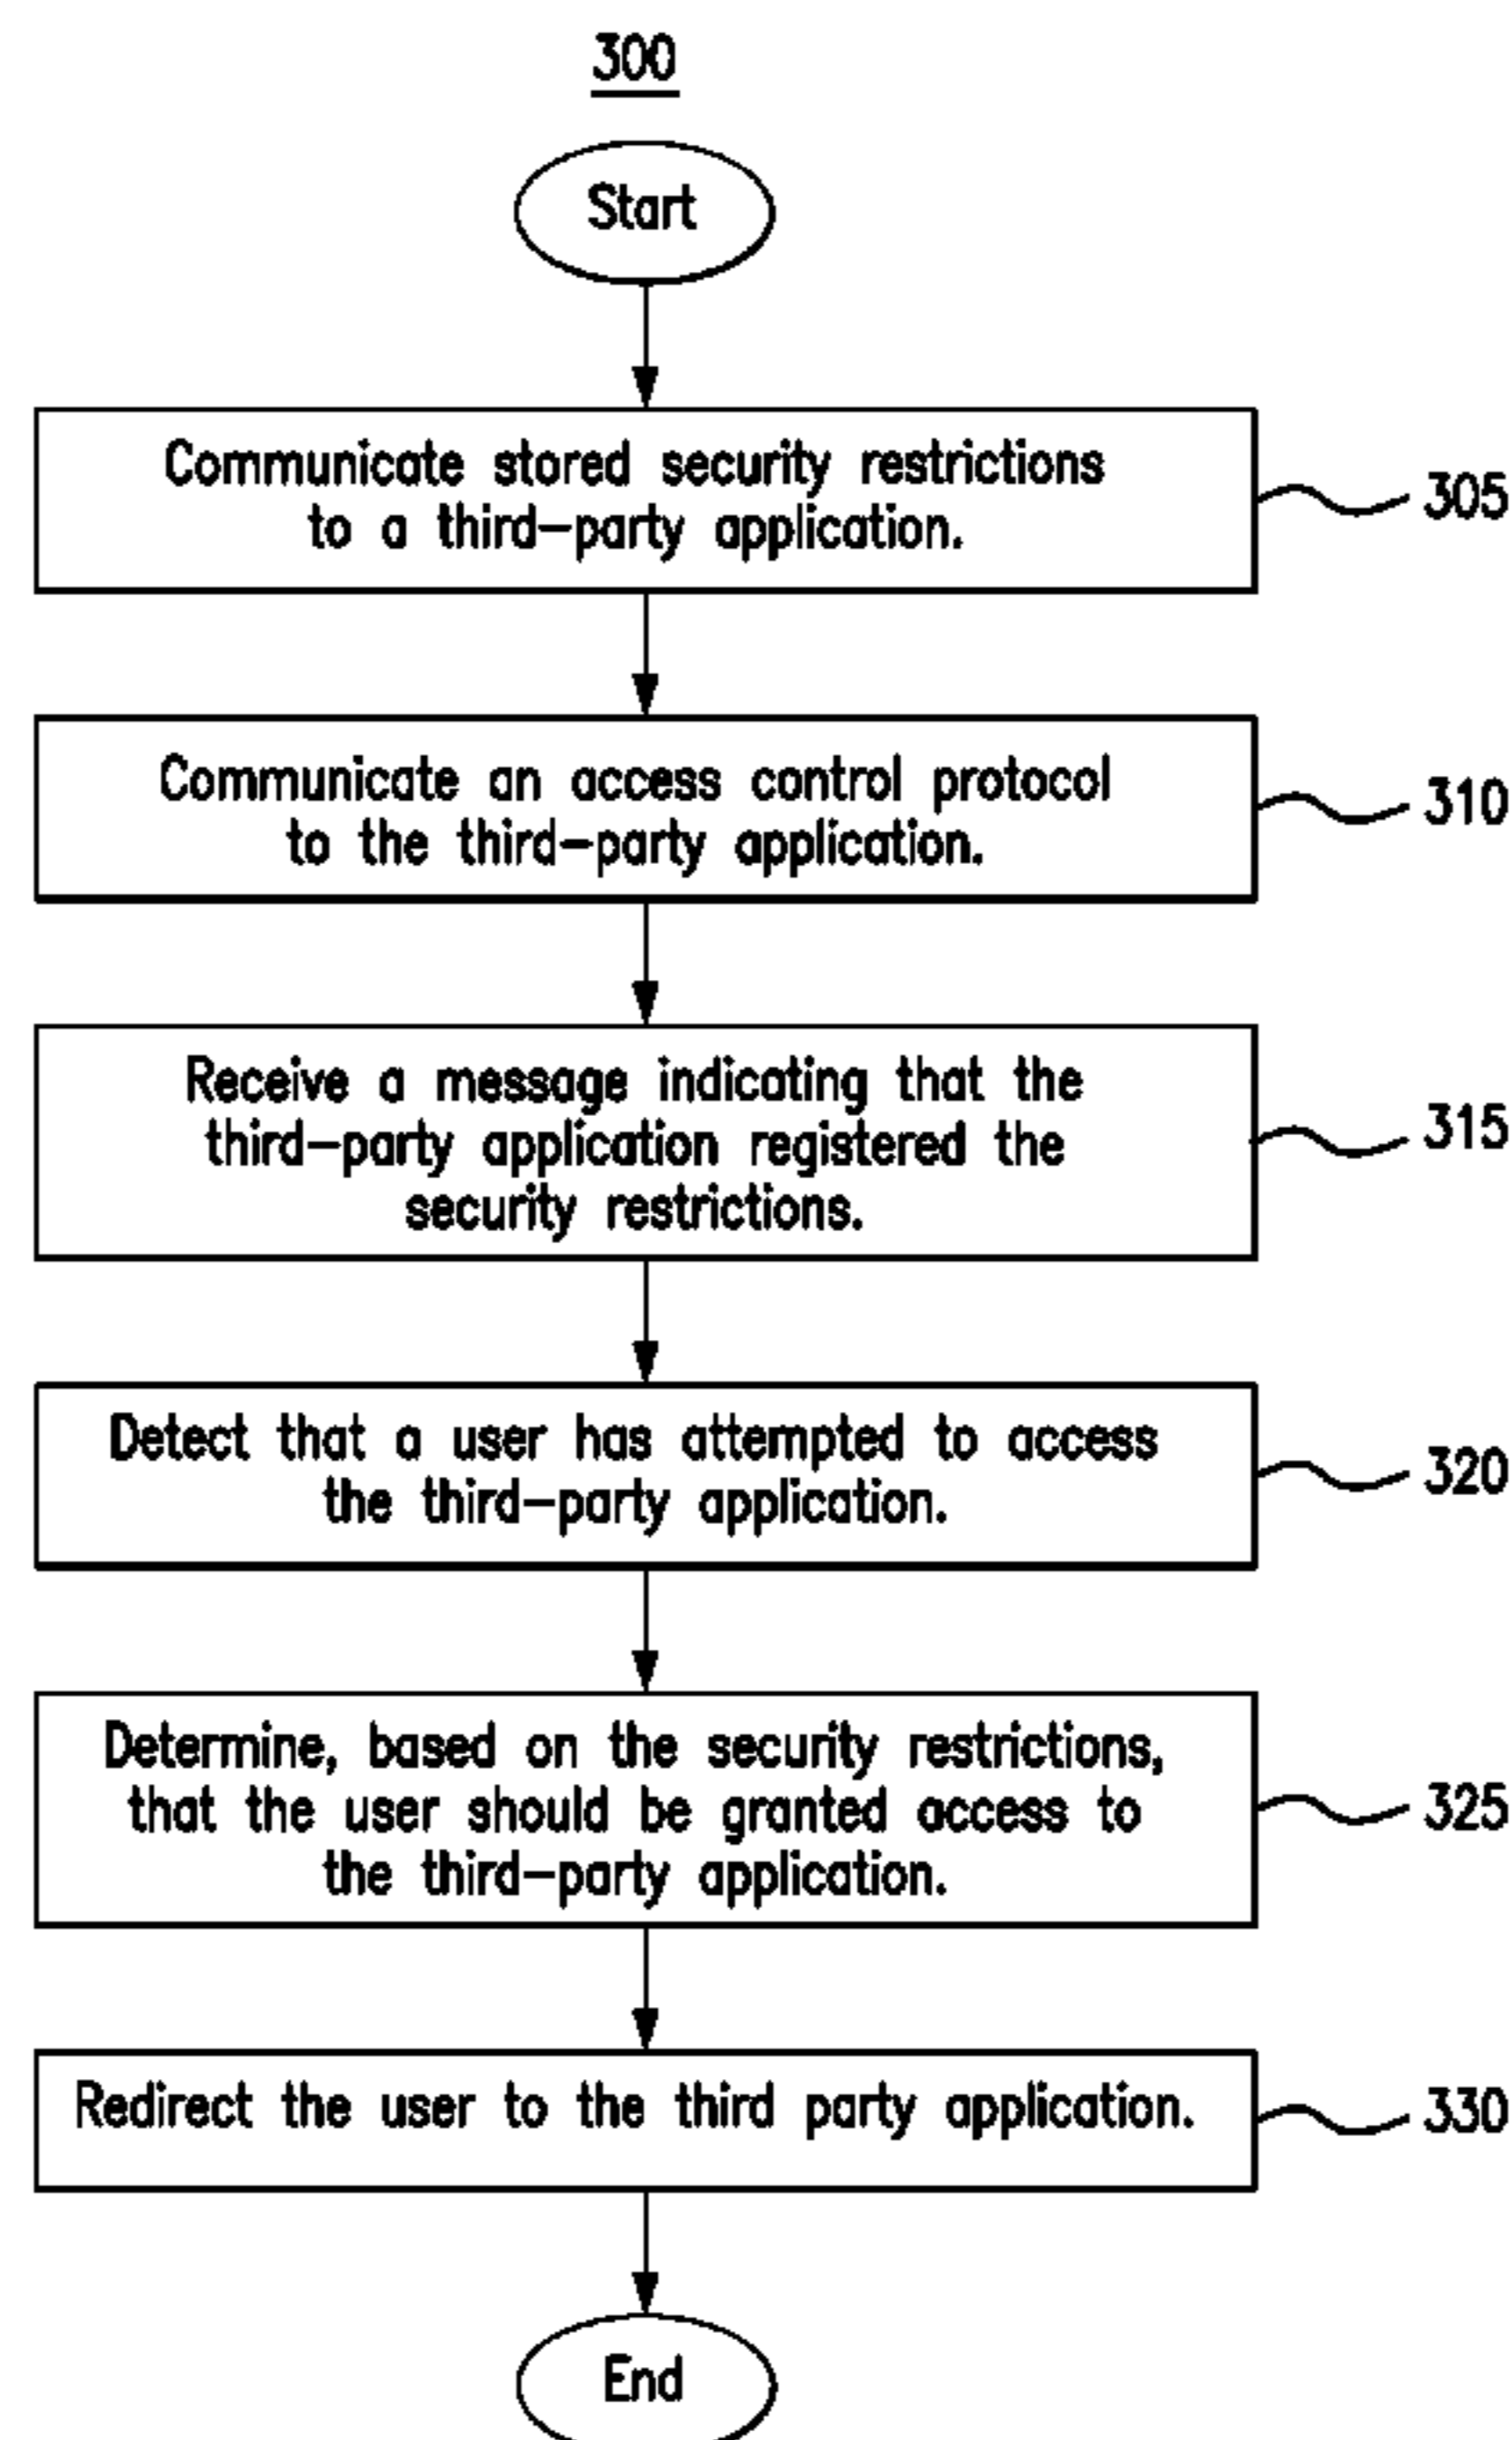 300
Start
Communicate stored security restrictions
to a third-party application.
305
Communicate an access control protocol
to the third-party application.
310
Receive a message indicating that the
third-party application registered the
security restrictions.
315
Detect that a user has attempted to access
the third-party application.
320
Determine, based on the security restrictions,
that the user should be granted access to
the third-party application.
325
Redirect the user to the third party application.
330
End